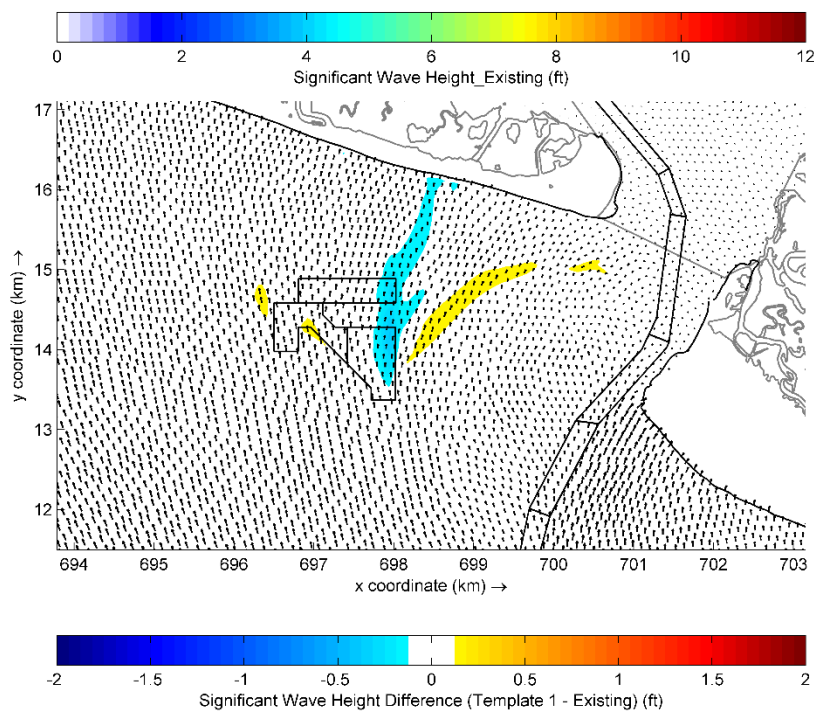 0 2 4 6 8 10 12
Significant Wave Height_Existing (ft)
17
16
15
14
13
12
y coordinate (km) →
694 695 696 697 698 699 700 701 702 703
x coordinate (km) →
-2 -1.5 -1 -0.5 0 0.5 1 1.5 2
Significant Wave Height Difference (Template 1 - Existing) (ft)